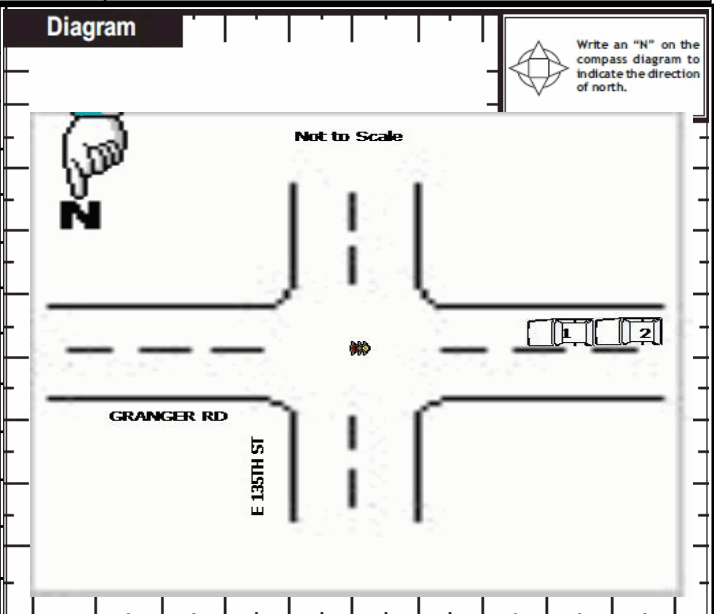 Diagram
Write an “N” on the
compass diagram to
indicate the direction
of north.
Not to Scale
N
1 2
GRANGER RD
E 135TH ST